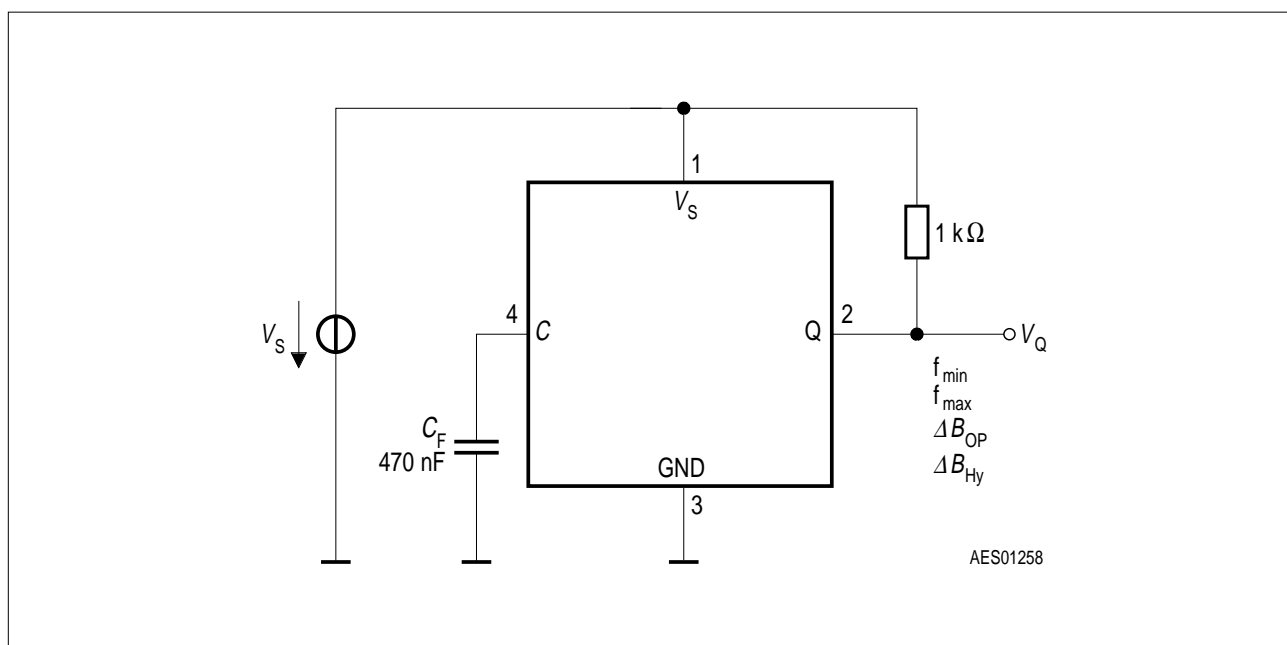 1
V_S
1 kΩ
V_S
4
C
Q
2
V_Q
f_min
f_max
ΔB_OP
ΔB_Hy
C_F
470 nF
GND
3
AES01258